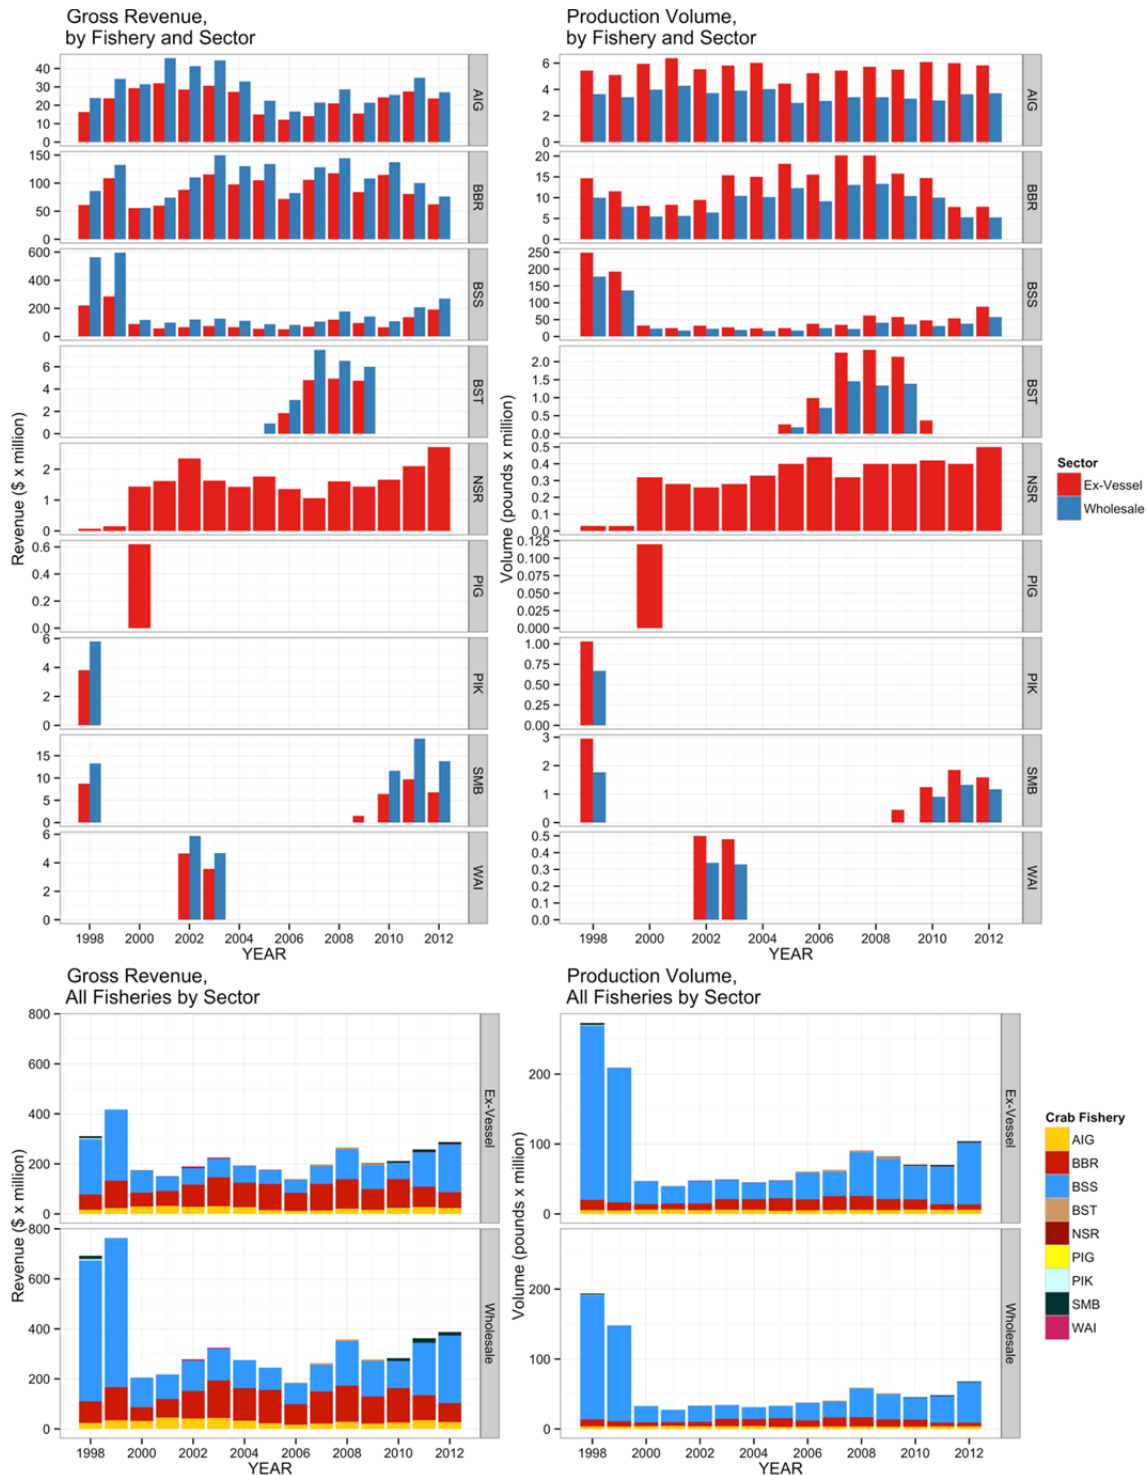 Gross Revenue,
by Fishery and Sector
40
30
20
10
0
AIG
150
100
50
0
BBR
600
400
200
0
BSS
6
4
2
0
BST
2
1
0
NSR
0.6
0.4
0.2
0.0
PIG
6
4
2
0
PIK
15
10
5
0
SMB
6
4
2
0
WAI
Revenue ($ x million)
1998 2000 2002 2004 2006 2008 2010 2012
YEAR
Production Volume,
by Fishery and Sector
6
4
2
0
AIG
20
15
10
5
0
BBR
250
200
150
100
50
0
BSS
2.0
1.5
1.0
0.5
0.0
BST
0.5
0.4
0.3
0.2
0.1
0.0
NSR
0.125
0.100
0.075
0.050
0.025
0.000
PIG
1.00
0.75
0.50
0.25
0.00
PIK
3
2
1
0
SMB
0.5
0.4
0.3
0.2
0.1
0.0
WAI
Volume (pounds x million)
1998 2000 2002 2004 2006 2008 2010 2012
YEAR
Sector
Ex-Vessel
Wholesale
Gross Revenue,
All Fisheries by Sector
800
600
400
200
0
Ex-Vessel
800
600
400
200
0
Wholesale
Revenue ($ x million)
1998 2000 2002 2004 2006 2008 2010 2012
YEAR
Production Volume,
All Fisheries by Sector
200
100
0
Ex-Vessel
200
100
0
Wholesale
Volume (pounds x million)
1998 2000 2002 2004 2006 2008 2010 2012
YEAR
Crab Fishery
AIG
BBR
BSS
BST
NSR
PIG
PIK
SMB
WAI